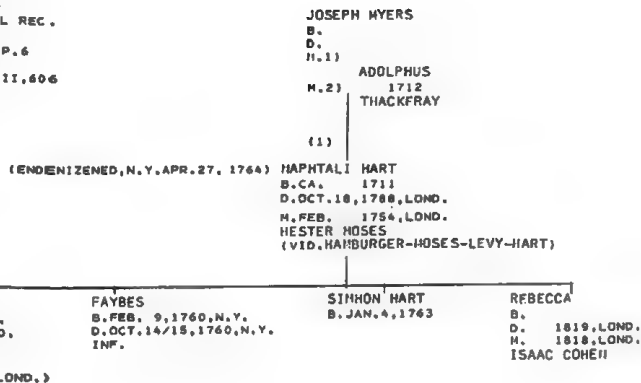 L REC.
P.6
II,606
JOSEPH MYERS
B.
D.
M.1)
ADOLPHUS
M.2) 1712
THACKFRAY
(1)
(ENDENIZENED,N.Y.APR.27, 1764) NAPHTALI HART
B.CA. 1711
D.OCT.18,1788,LOND.
M.FEB. 1754,LOND.
HESTER MOSES
(VID.HAMBURGER-MOSES-LEVY-HART)
FAYBES
B.FEB. 9,1760,N.Y.
D.OCT.14/15,1760,N.Y.
INF.
SIMHON HART
B.JAN.4,1763
REBECCA
B.
D. 1819,LOND.
M. 1818,LOND.
ISAAC COHEN
D.
LOND.)